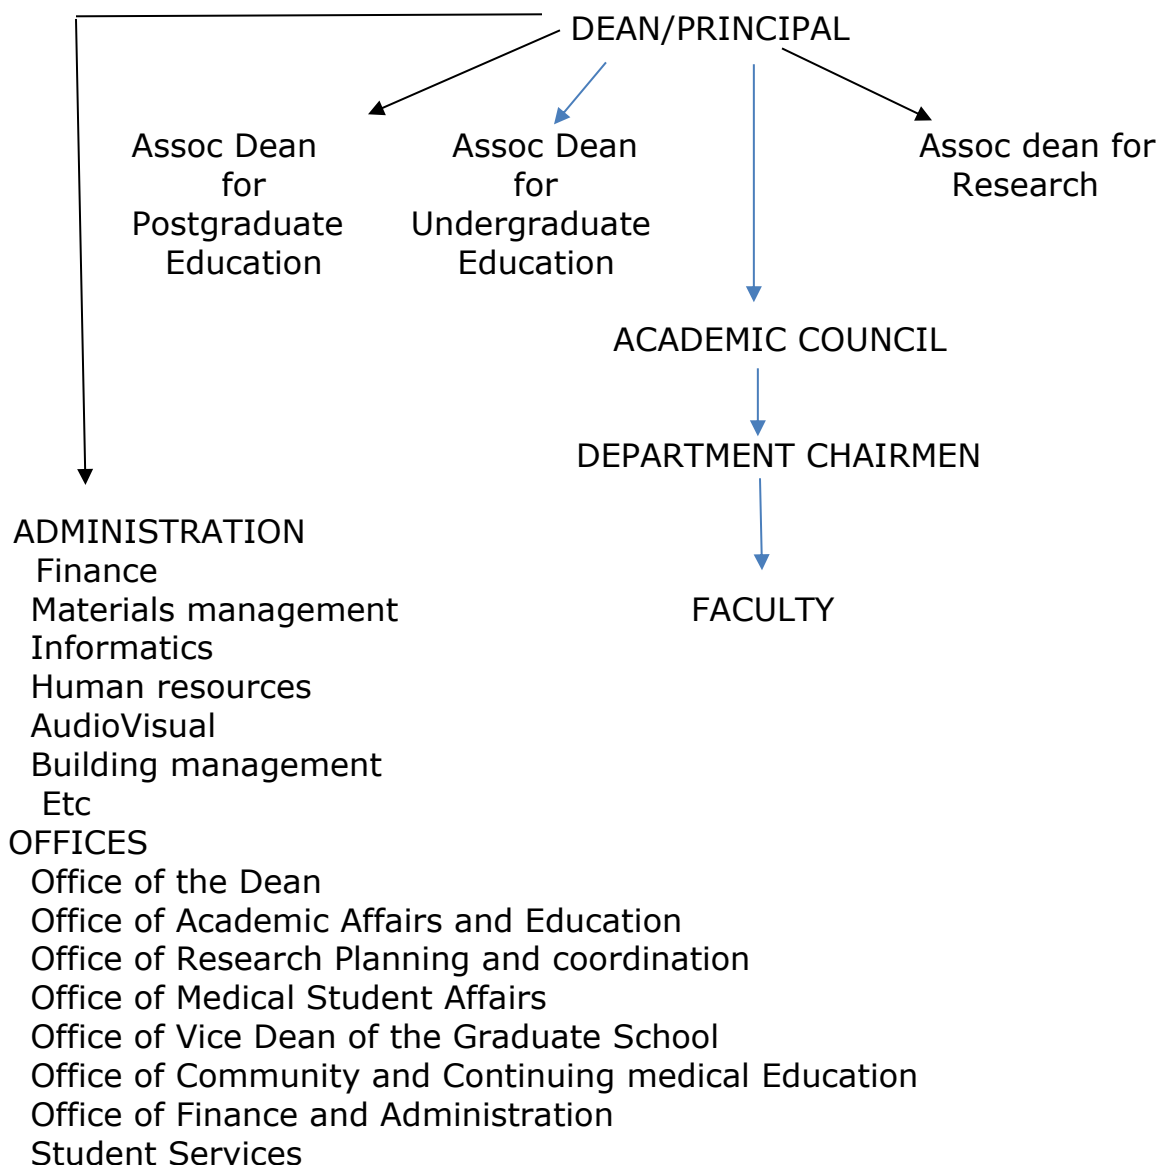 DEAN/PRINCIPAL
Assoc Dean
for
Postgraduate
Education
Assoc Dean
for
Undergraduate
Education
Assoc dean for
Research
ACADEMIC COUNCIL
DEPARTMENT CHAIRMEN
FACULTY
ADMINISTRATION
Finance
Materials management
Informatics
Human resources
AudioVisual
Building management
Etc
OFFICES
Office of the Dean
Office of Academic Affairs and Education
Office of Research Planning and coordination
Office of Medical Student Affairs
Office of Vice Dean of the Graduate School
Office of Community and Continuing medical Education
Office of Finance and Administration
Student Services